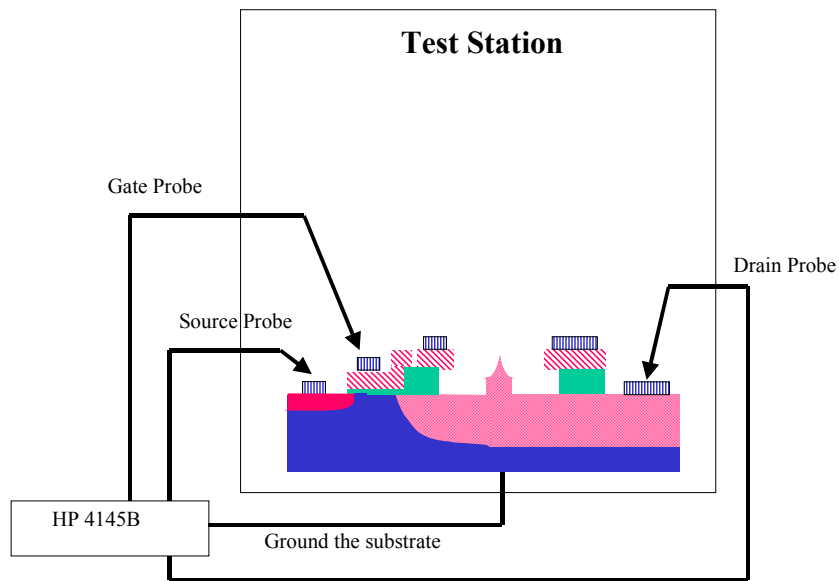 Test Station
Gate Probe
Drain Probe
Source Probe
HP 4145B
Ground the substrate